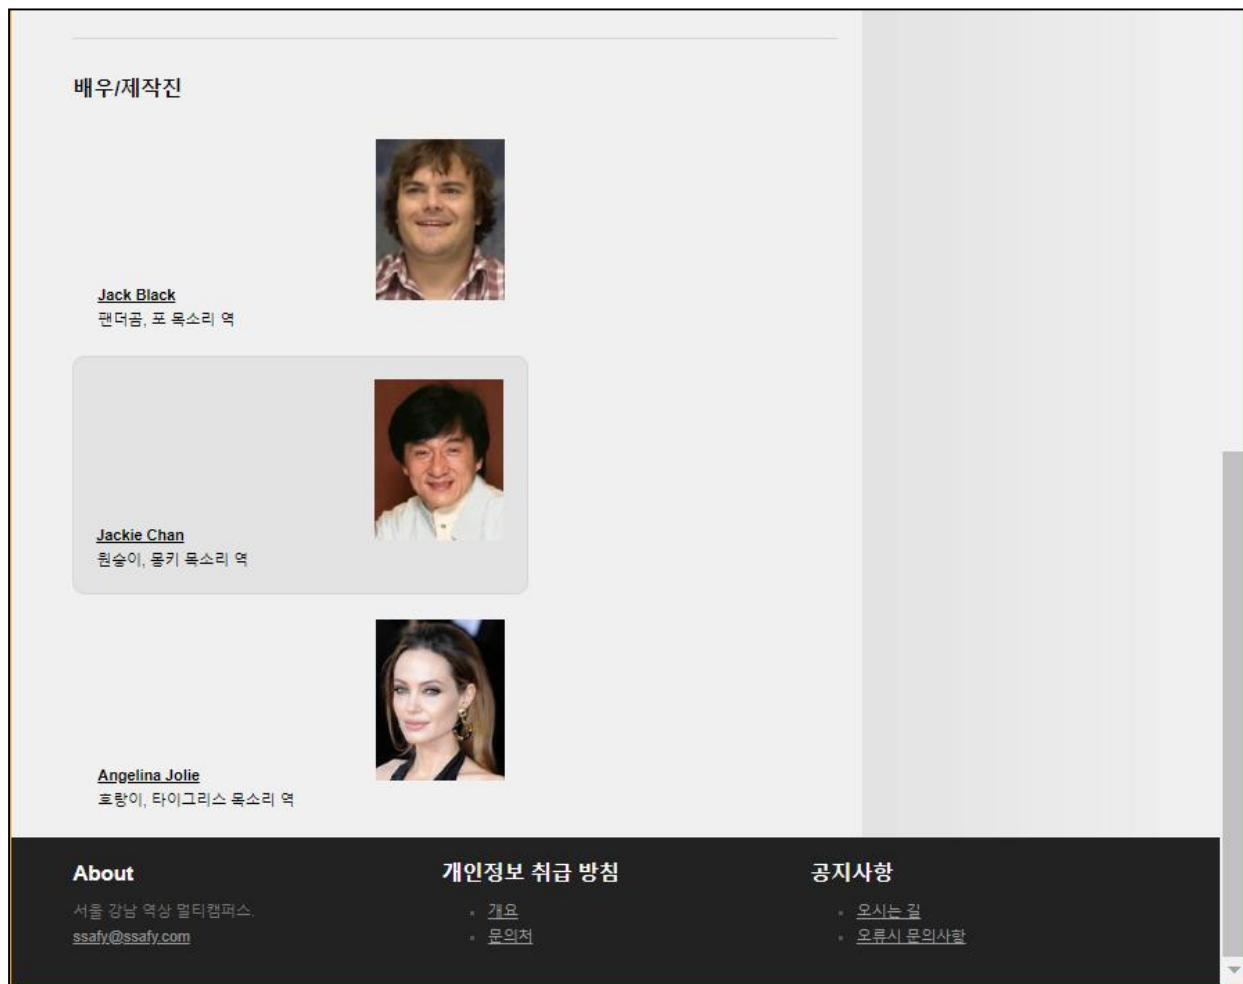 배우/제작진
Jack Black
팬더곰, 포 목소리 역
Jackie Chan
원숭이, 몽키 목소리 역
Angelina Jolie
호랑이, 타이그리스 목소리 역
About
서울 강남 역상 멀티캠퍼스.
ssafy@ssafy.com
개인정보 취급 방침
개요
문의처
공지사항
오시는 길
오류시 문의사항